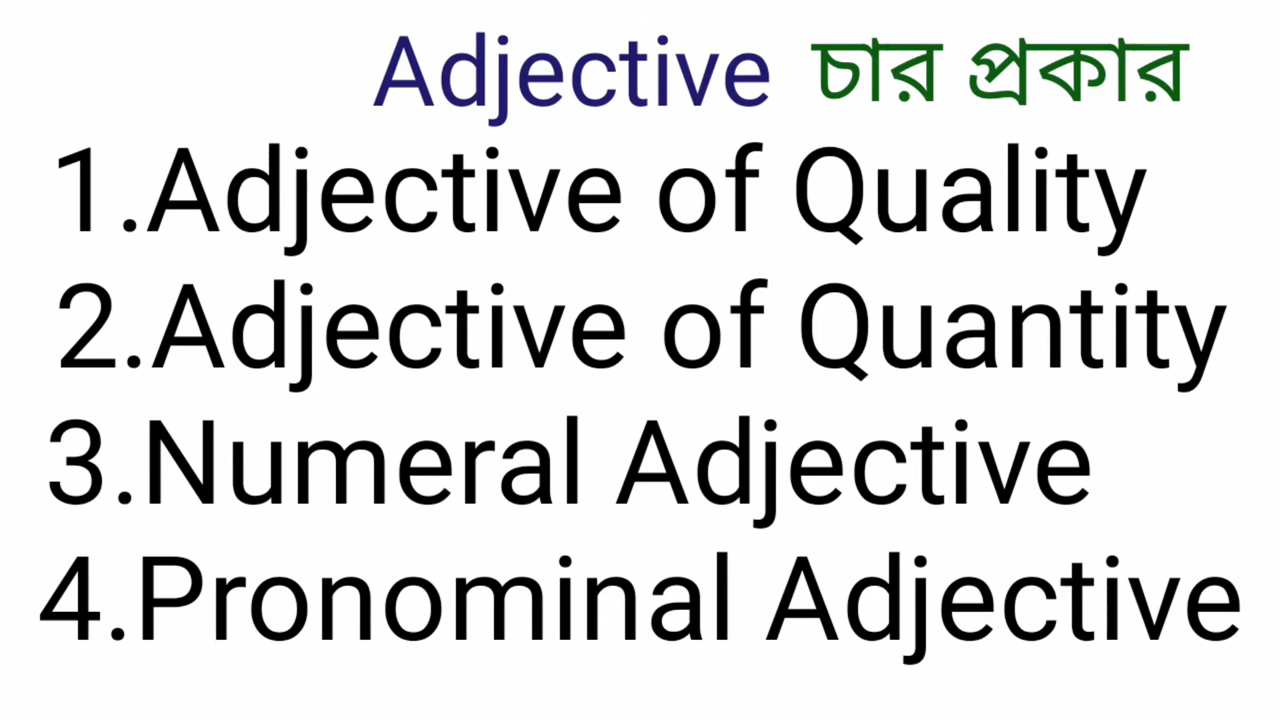 Adjective চার প্রকার
1.Adjective of Quality
2.Adjective of Quantity
3.Numeral Adjective
4.Pronominal Adjective